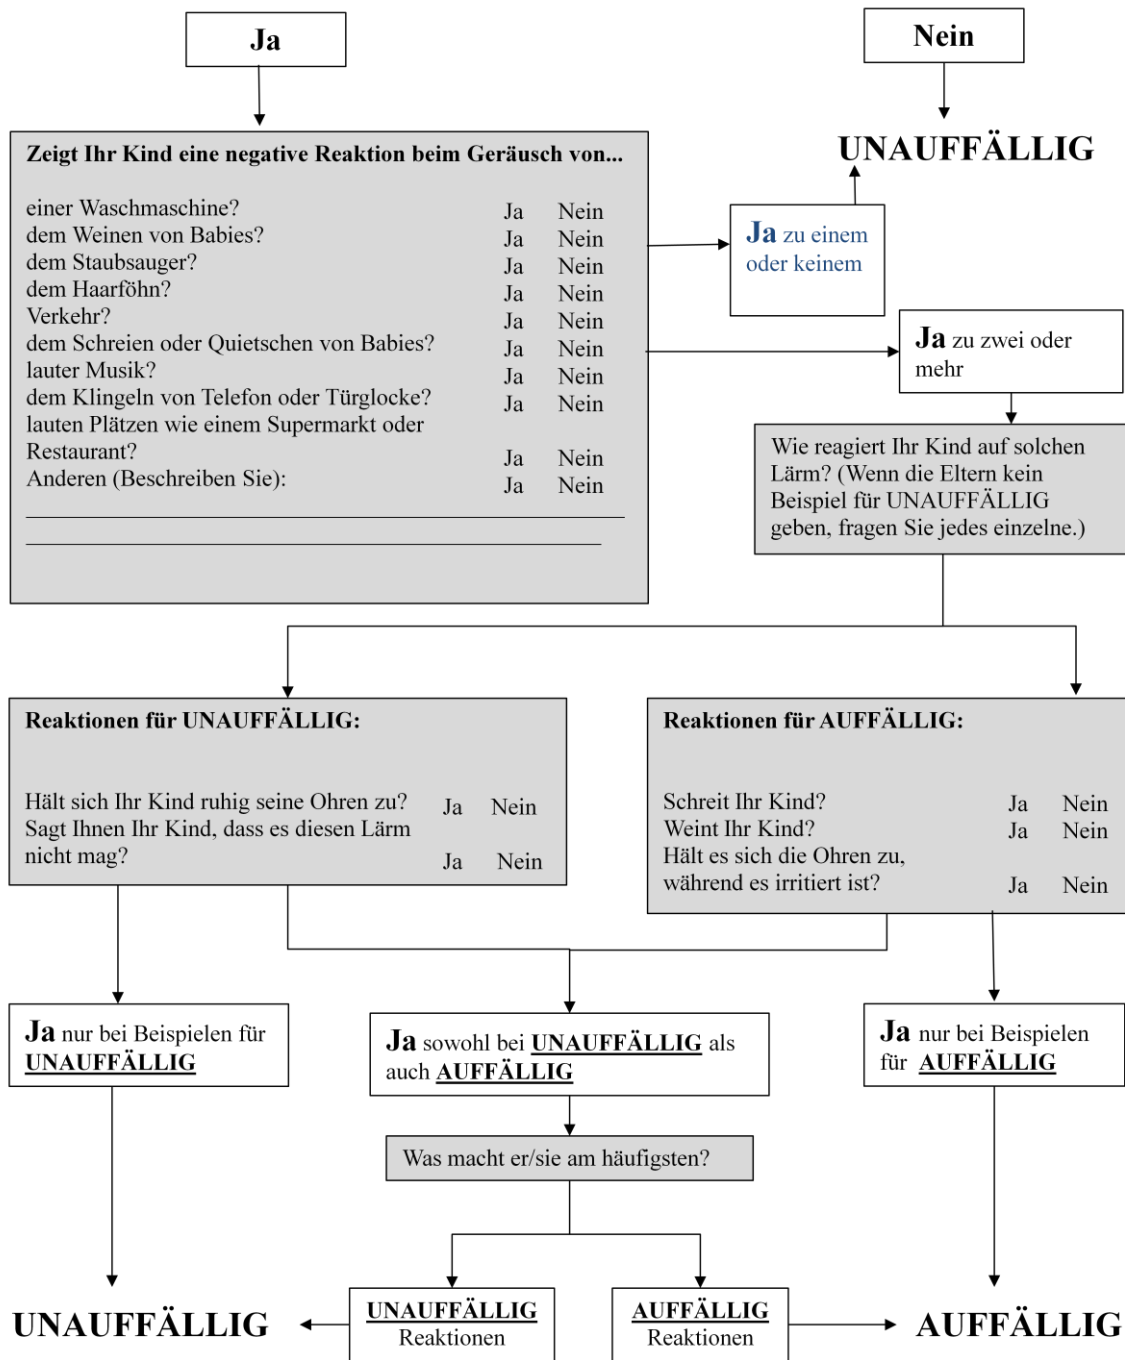 Ja
Nein
UNAUFFÄLLIG
Zeigt Ihr Kind eine negative Reaktion beim Geräusch von...
einer Waschmaschine? Ja Nein
dem Weinen von Babies? Ja Nein
dem Staubsauger? Ja Nein
dem Haarföhn? Ja Nein
Verkehr? Ja Nein
dem Schreien oder Quietschen von Babies? Ja Nein
lauter Musik? Ja Nein
dem Klingeln von Telefon oder Türglocke? Ja Nein
lauten Plätzen wie einem Supermarkt oder
Restaurant? Ja Nein
Anderen (Beschreiben Sie): Ja Nein
Ja zu einem
oder keinem
Ja zu zwei oder
mehr
Wie reagiert Ihr Kind auf solchen
Lärm? (Wenn die Eltern kein
Beispiel für UNAUFFÄLLIG
geben, fragen Sie jedes einzelne.)
Reaktionen für UNAUFFÄLLIG:
Hält sich Ihr Kind ruhig seine Ohren zu? Ja Nein
Sagt Ihnen Ihr Kind, dass es diesen Lärm
nicht mag? Ja Nein
Reaktionen für AUFFÄLLIG:
Schreit Ihr Kind? Ja Nein
Weint Ihr Kind? Ja Nein
Hält es sich die Ohren zu,
während es irritiert ist? Ja Nein
Ja nur bei Beispielen für
UNAUFFÄLLIG
Ja sowohl bei UNAUFFÄLLIG als
auch AUFFÄLLIG
Ja nur bei Beispielen
für AUFFÄLLIG
Was macht er/sie am häufigsten?
UNAUFFÄLLIG
UNAUFFÄLLIG
Reaktionen
AUFFÄLLIG
Reaktionen
AUFFÄLLIG